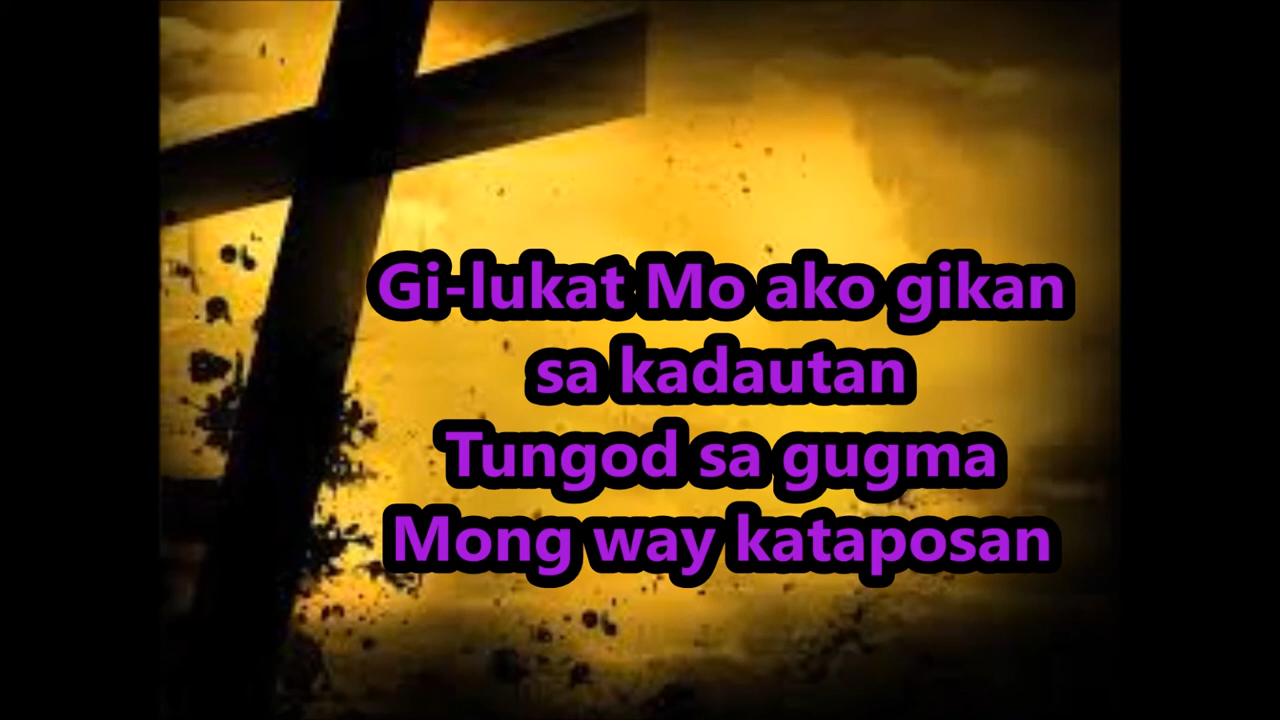 Gi-lukat Mo ako gikan
sa kadautan
Tungod sa gugma
Mong way kataposan